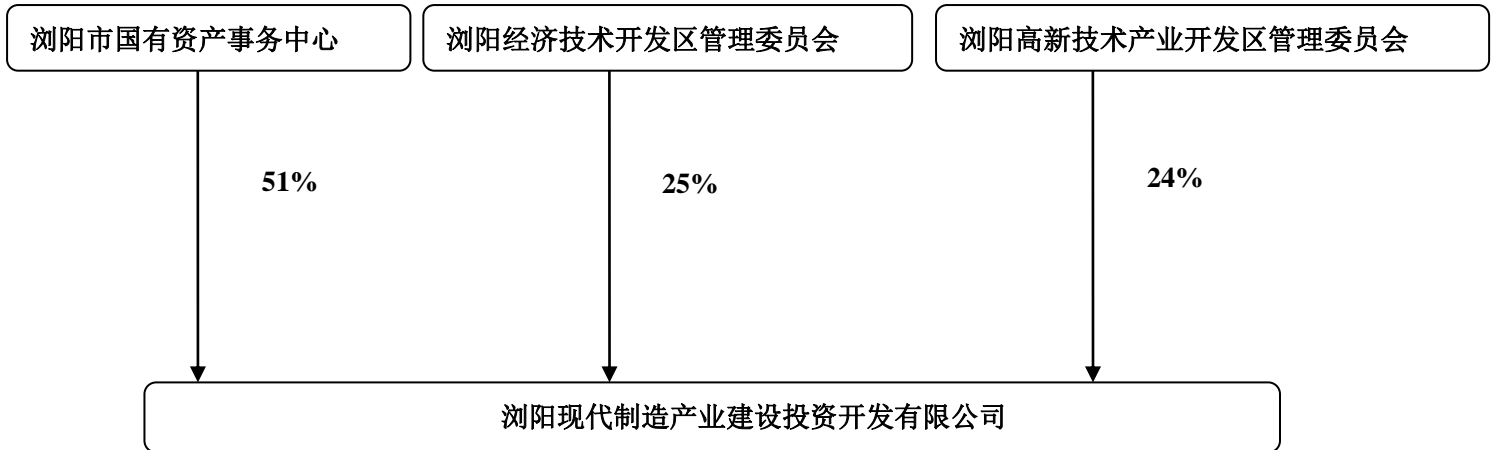 浏阳市国有资产事务中心
浏阳经济技术开发区管理委员会
浏阳高新技术产业开发区管理委员会
51%
25%
24%
浏阳现代制造产业建设投资开发有限公司